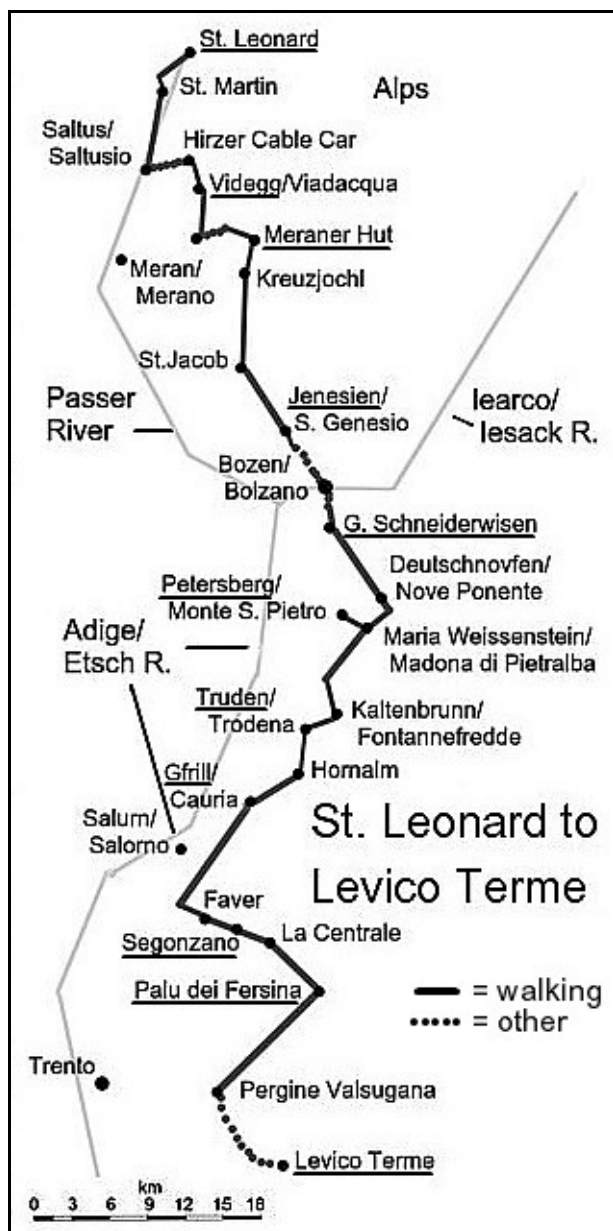 St. Leonard
St. Martin
Alps
Saltus/
Saltusio
Hirzer Cable Car
Videgg/Viadacqua
Meraner Hut
Meran/
Merano
Kreuzjochl
St.Jacob
Passer
River
Jenesien/
S. Genesio
Iearco/
Iesack R.
Bozen/
Bolzano
G. Schneiderwisen
Deutschnovfen/
Nove Ponente
Petersberg/
Monte S. Pietro
Adige/
Etsch R.
Maria Weissenstein/
Madona di Pietralba
Truden/
Trodena
Kaltenbrunn/
Fontannefredde
Gfrill/
Cauria
Hornalm
Salurn/
Salorno
St. Leonard to
Levico Terme
Faver
Segonzano
La Centrale
Palu dei Fersina
= walking
= other
Trento
Pergine Valsugana
Levico Terme
km
0 3 6 9 12 15 18